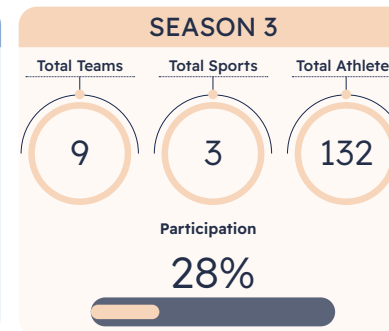 SEASON 3
Total Teams Total Sports Total Athlete
9 3 132
Participation
28%